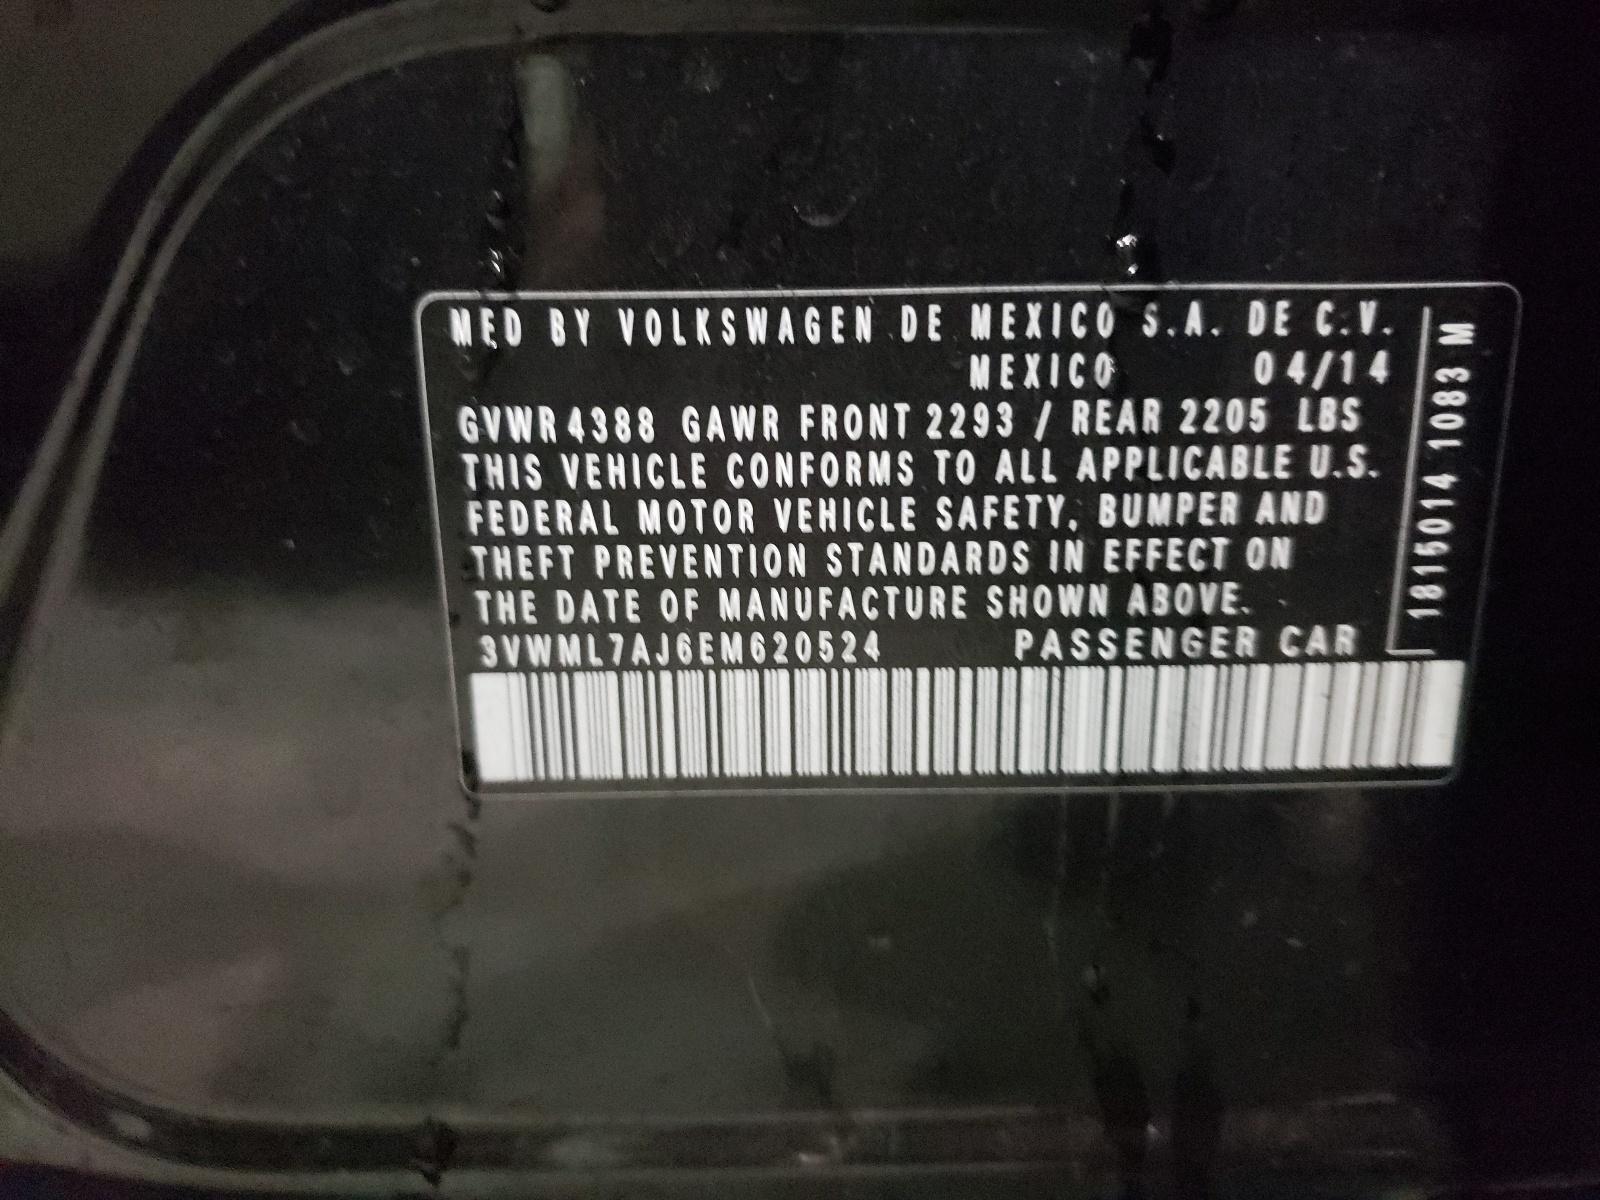 MFD BY VOLKSWAGEN DE MEXICO S.A. DE C.V.
MEXICO 04/14
GVWR 4388 GAWR FRONT 2293 / REAR 2205 LBS
THIS VEHICLE CONFORMS TO ALL APPLICABLE U.S.
FEDERAL MOTOR VEHICLE SAFETY, BUMPER AND
THEFT PREVENTION STANDARDS IN EFFECT ON
THE DATE OF MANUFACTURE SHOWN ABOVE.
3VWML7AJ6EM620524 PASSENGER CAR
1815014 1083 M